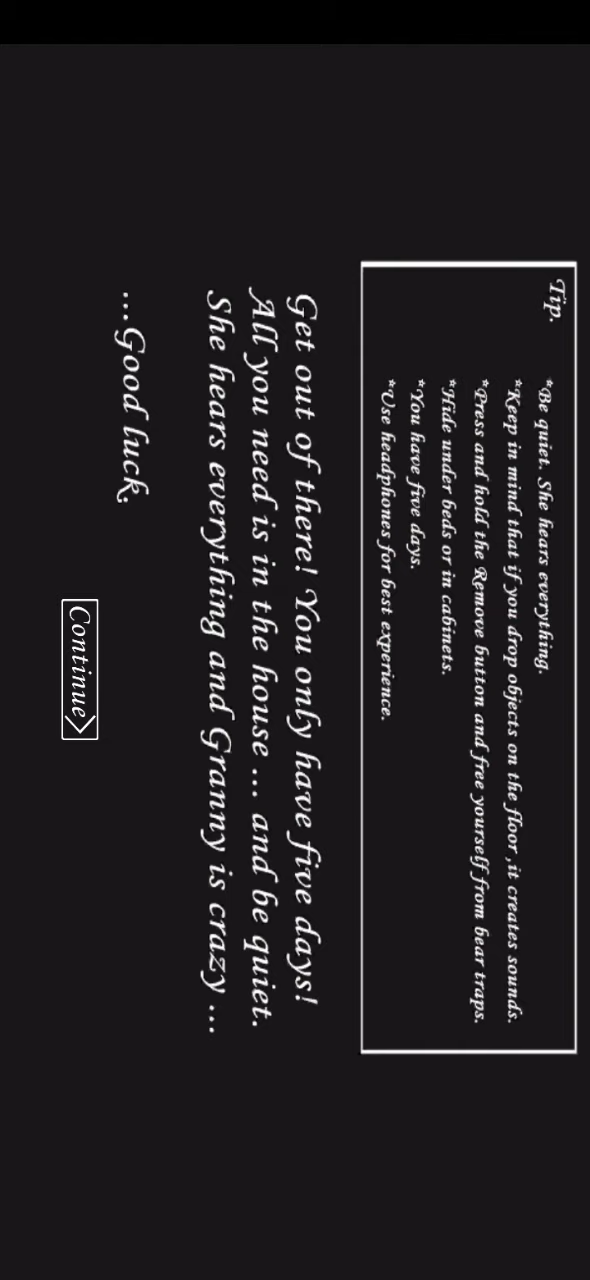 Tip.
*Be quiet. She hears everything.
*Keep in mind that if you drop objects on the floor ,it creates sounds.
*Press and hold the Remove button and free yourself from bear traps.
*Hide under beds or in cabinets.
*You have five days.
*Use headphones for best experience.
Get out of there! You only have five days!
All you need is in the house ... and be quiet.
She hears everything and Granny is crazy ...
...Good luck.
Continue>